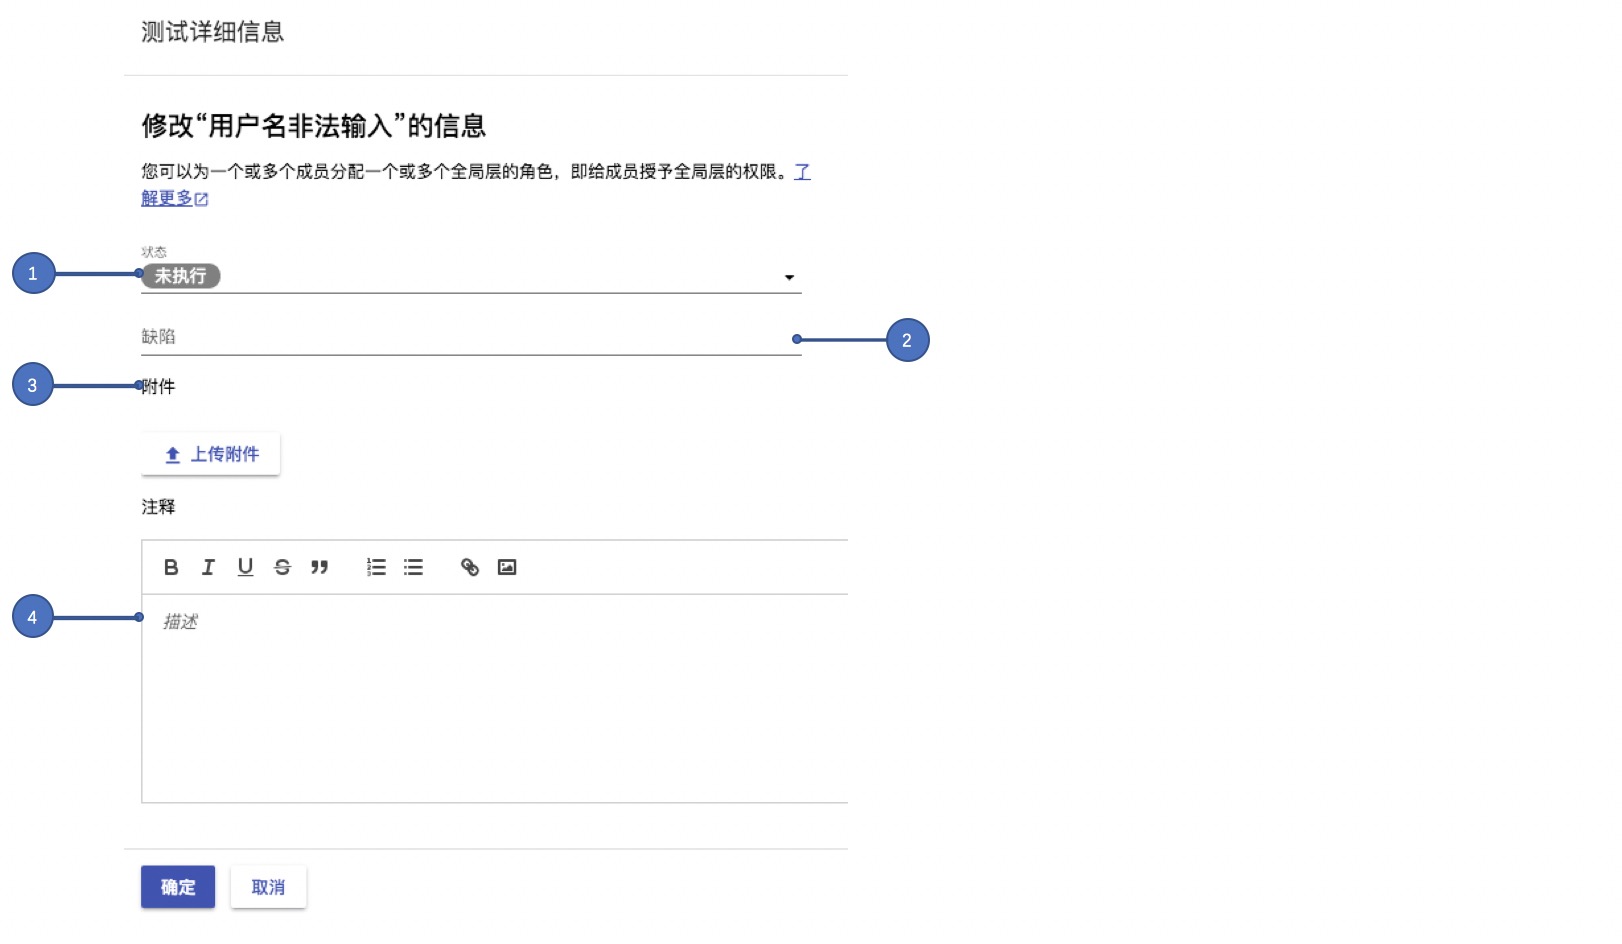 测试详细信息
修改“用户名非法输入”的信息
您可以为一个或多个成员分配一个或多个全局层的角色，即给成员授予全局层的权限。了
解更多
状态
1
未执行
缺陷
2
3
附件
上传附件
注释
B I U S
4
描述
确定
取消